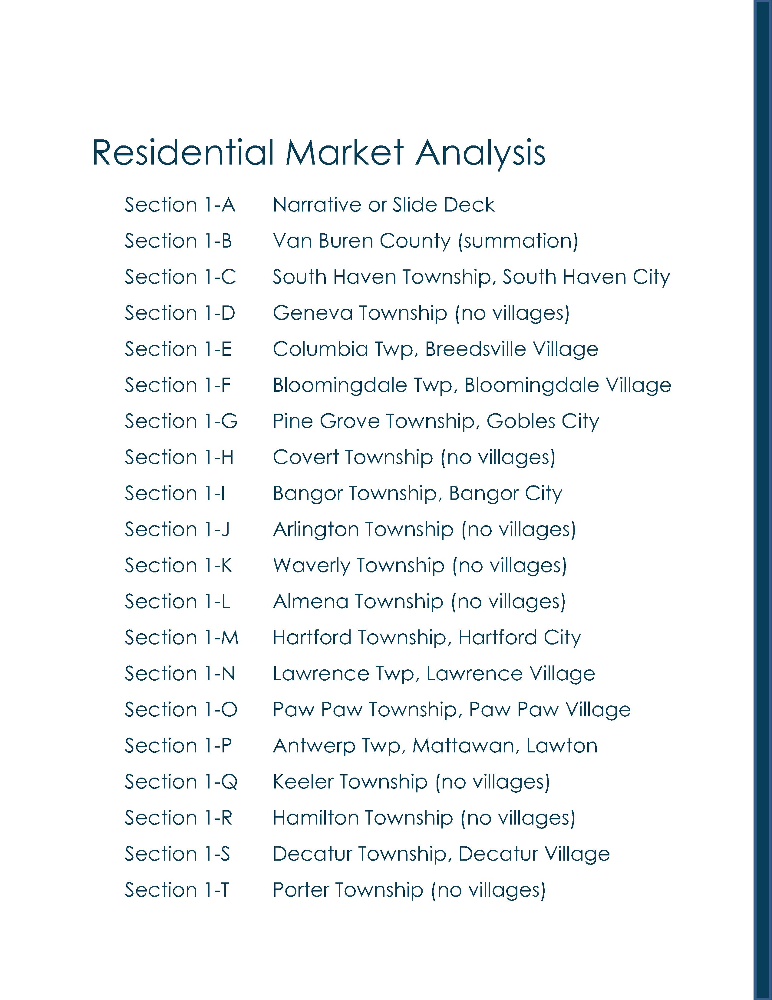 Residential Market Analysis
Section 1-A Narrative or Slide Deck
Section 1-B Van Buren County (summation)
Section 1-C South Haven Township, South Haven City
Section 1-D Geneva Township (no villages)
Section 1-E Columbia Twp, Breedsville Village
Section 1-F Bloomingdale Twp, Bloomingdale Village
Section 1-G Pine Grove Township, Gobles City
Section 1-H Covert Township (no villages)
Section 1-I Bangor Township, Bangor City
Section 1-J Arlington Township (no villages)
Section 1-K Waverly Township (no villages)
Section 1-L Almena Township (no villages)
Section 1-M Hartford Township, Hartford City
Section 1-N Lawrence Twp, Lawrence Village
Section 1-O Paw Paw Township, Paw Paw Village
Section 1-P Antwerp Twp, Mattawan, Lawton
Section 1-Q Keeler Township (no villages)
Section 1-R Hamilton Township (no villages)
Section 1-S Decatur Township, Decatur Village
Section 1-T Porter Township (no villages)